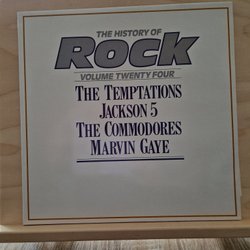 THE HISTORY OF
Rock
VOLUME TWENTY FOUR
THE TEMPTATIONS
JACKSON 5
THE COMMODORES
MARVIN GAYE